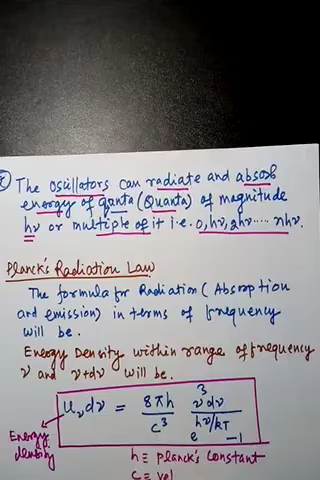 The oscillators can radiate and absorb
energy of qanta (Quanta) of magnitude
hν or multiple of it i.e. 0, hν, 2hν ..... nhν.
Planck's Radiation Law
The formula for Radiation (Absorption
and emission) in terms of frequency
will be.
Energy Density within range of frequency
ν and ν+dν will be.
u_ν dν = 8πh/c³ ν³dν/(e^(hν/kT) −1)
Energy
density
h ≡ Planck's Constant
c ≡ vel